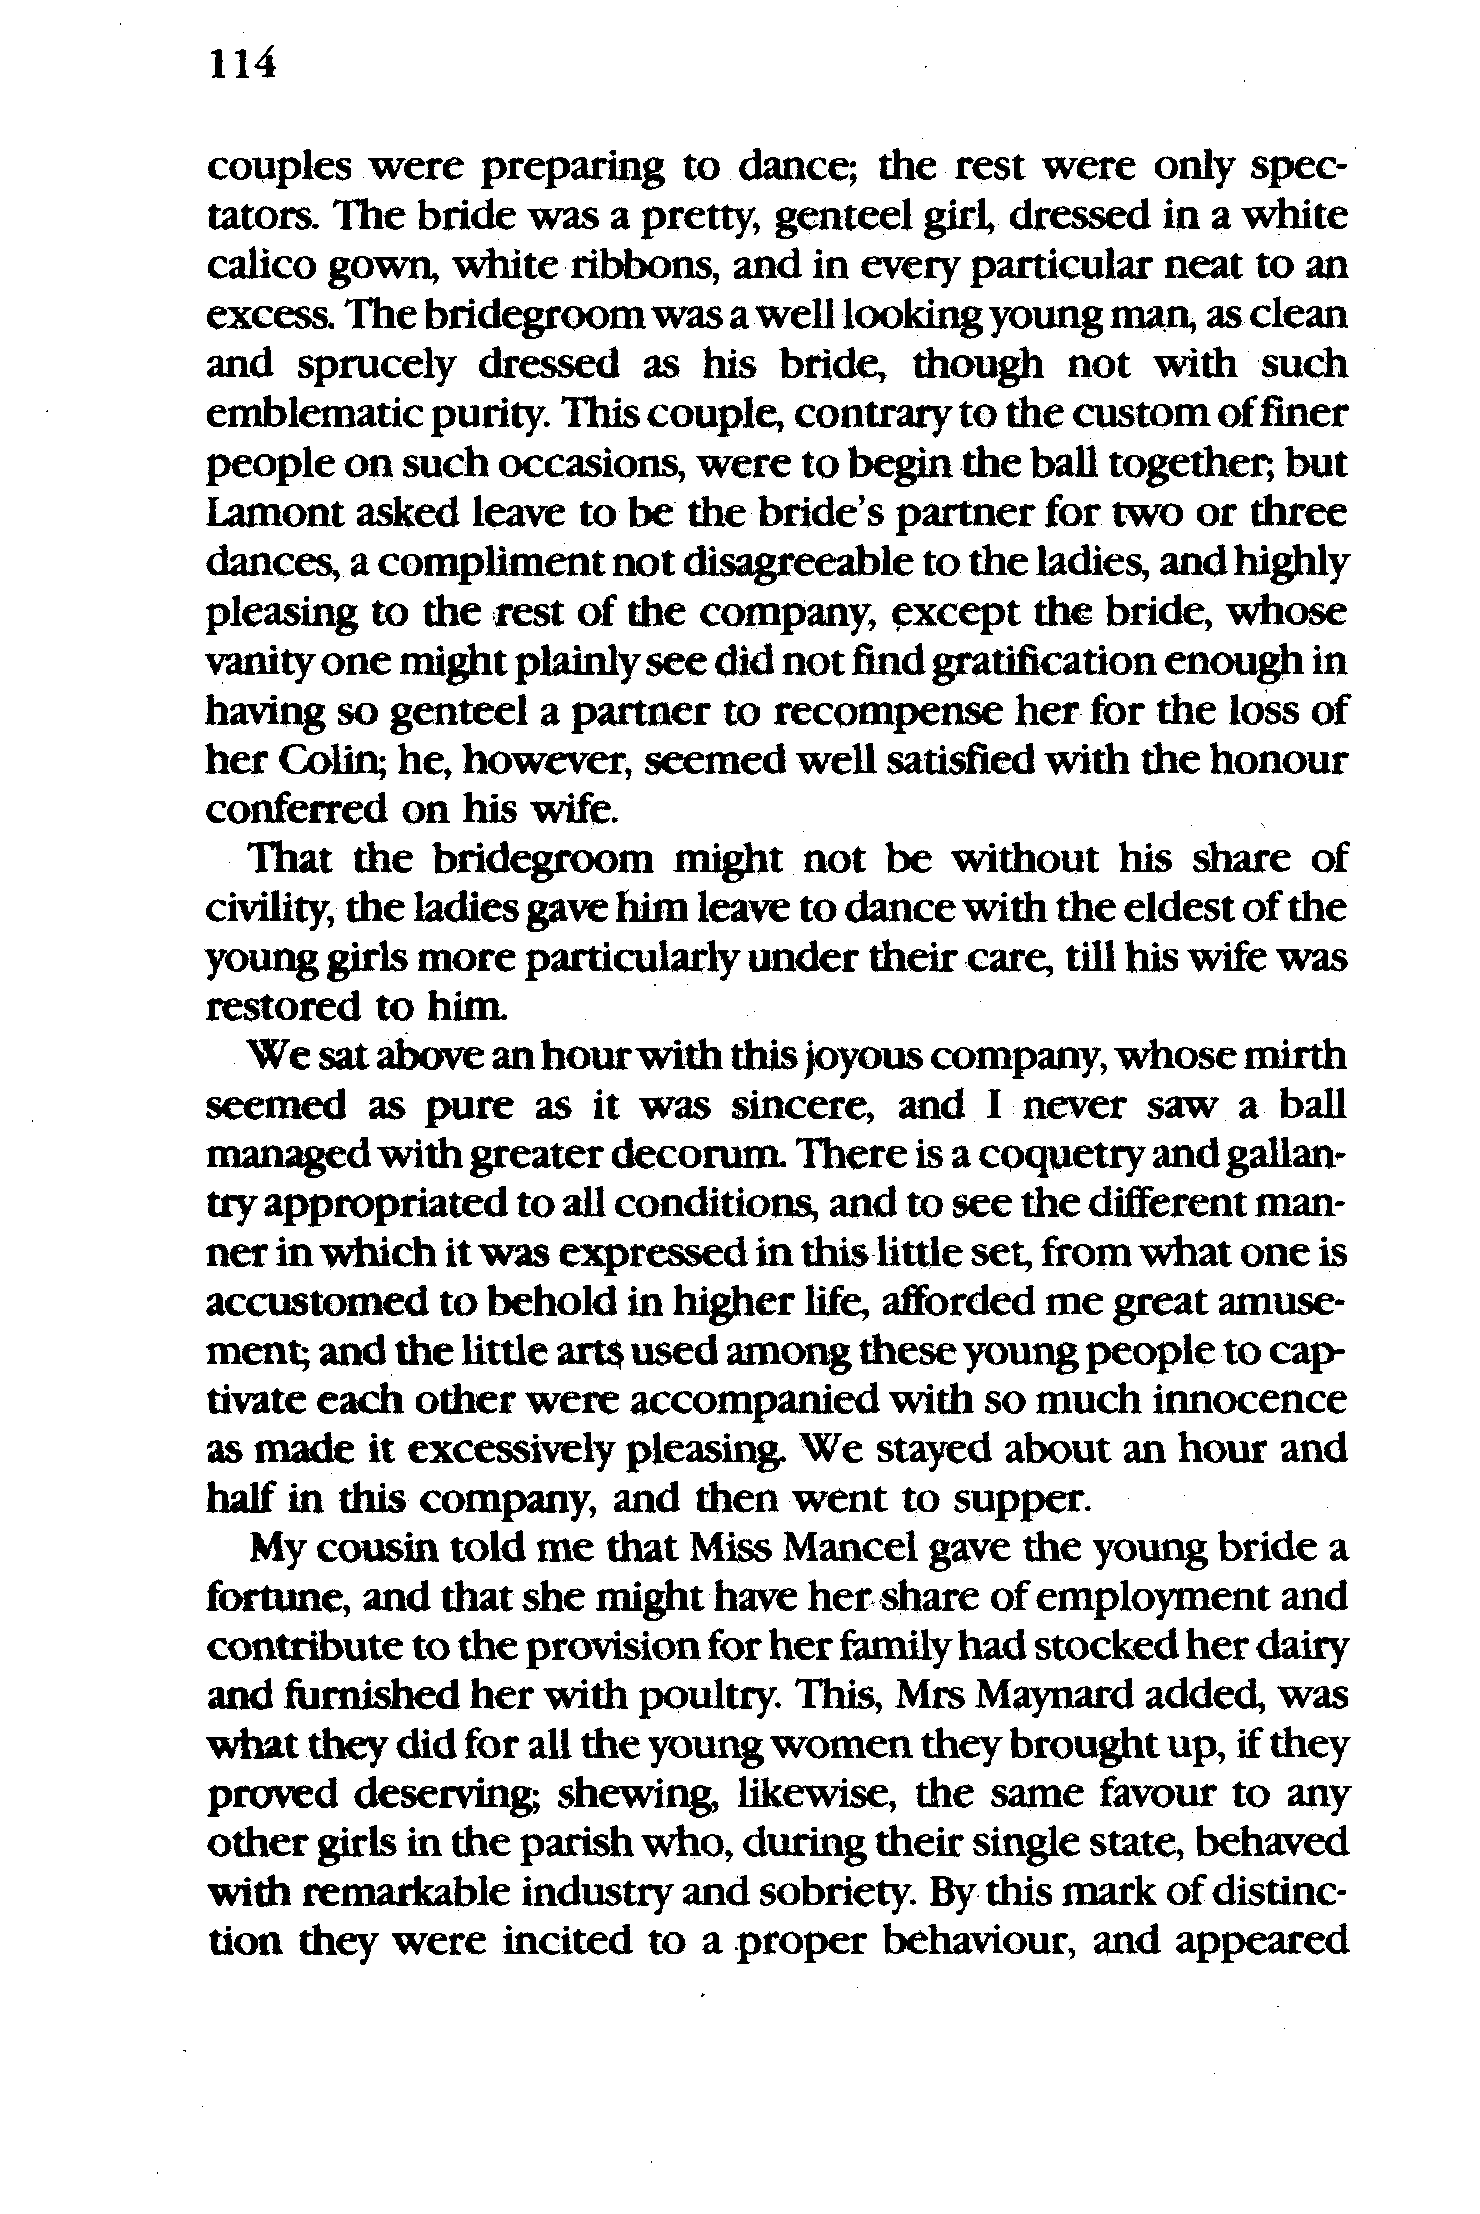 114
couples were preparing to dance; the rest were only spec-
tators. The bride was a pretty, genteel girl, dressed in a white
calico gown, white ribbons, and in every particular neat to an
excess. The bridegroom was a well looking young man, as clean
and sprucely dressed as his bride, though not with such
emblematic purity. This couple, contrary to the custom of finer
people on such occasions, were to begin the ball together; but
Lamont asked leave to be the bride's partner for two or three
dances, a compliment not disagreeable to the ladies, and highly
pleasing to the rest of the company, except the bride, whose
vanity one might plainly see did not find gratification enough in
having so genteel a partner to recompense her for the loss of
her Colin; he, however, seemed well satisfied with the honour
conferred on his wife.
That the bridegroom might not be without his share of
civility, the ladies gave him leave to dance with the eldest of the
young girls more particularly under their care, till his wife was
restored to him.
We sat above an hour with this joyous company, whose mirth
seemed as pure as it was sincere, and I never saw a ball
managed with greater decorum. There is a coquetry and gallan-
try appropriated to all conditions, and to see the different man-
ner in which it was expressed in this little set, from what one is
accustomed to behold in higher life, afforded me great amuse-
ment; and the little arts used among these young people to cap-
tivate each other were accompanied with so much innocence
as made it excessively pleasing. We stayed about an hour and
half in this company, and then went to supper.
My cousin told me that Miss Mancel gave the young bride a
fortune, and that she might have her share of employment and
contribute to the provision for her family had stocked her dairy
and furnished her with poultry. This, Mrs Maynard added, was
what they did for all the young women they brought up, if they
proved deserving; shewing, likewise, the same favour to any
other girls in the parish who, during their single state, behaved
with remarkable industry and sobriety. By this mark of distinc-
tion they were incited to a proper behaviour, and appeared